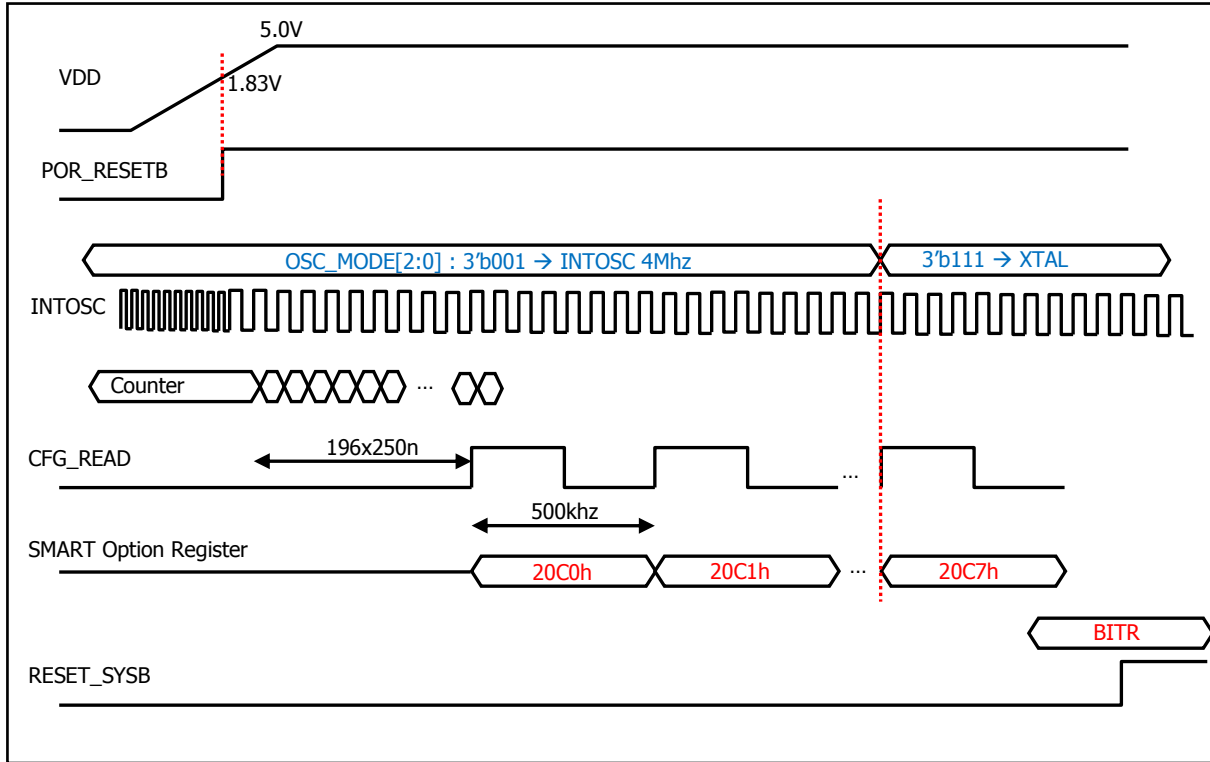 5.0V
VDD
1.83V
POR_RESETB
OSC_MODE[2:0] : 3'b001 → INTOSC 4Mhz
3'b111 → XTAL
INTOSC
Counter
...
196x250n
CFG_READ
...
500khz
SMART Option Register
20C0h
20C1h
...
20C7h
BITR
RESET_SYSB